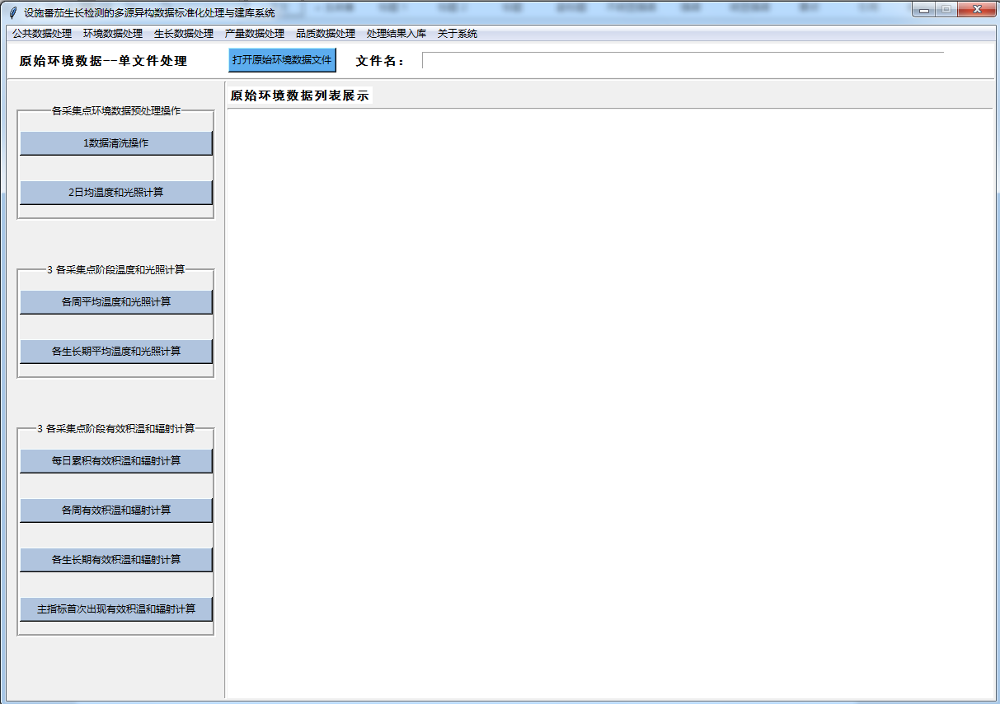 设施番茄生长检测的多源异构数据标准化处理与建库系统
公共数据处理 环境数据处理 生长数据处理 产量数据处理 品质数据处理 处理结果入库 关于系统
原始环境数据--单文件处理 打开原始环境数据文件 文件名：
原始环境数据列表展示
各采集点环境数据预处理操作
1数据清洗操作
2日均温度和光照计算
3 各采集点阶段温度和光照计算
各周平均温度和光照计算
各生长期平均温度和光照计算
3 各采集点阶段有效积温和辐射计算
每日累积有效积温和辐射计算
各周有效积温和辐射计算
各生长期有效积温和辐射计算
主指标首次出现有效积温和辐射计算